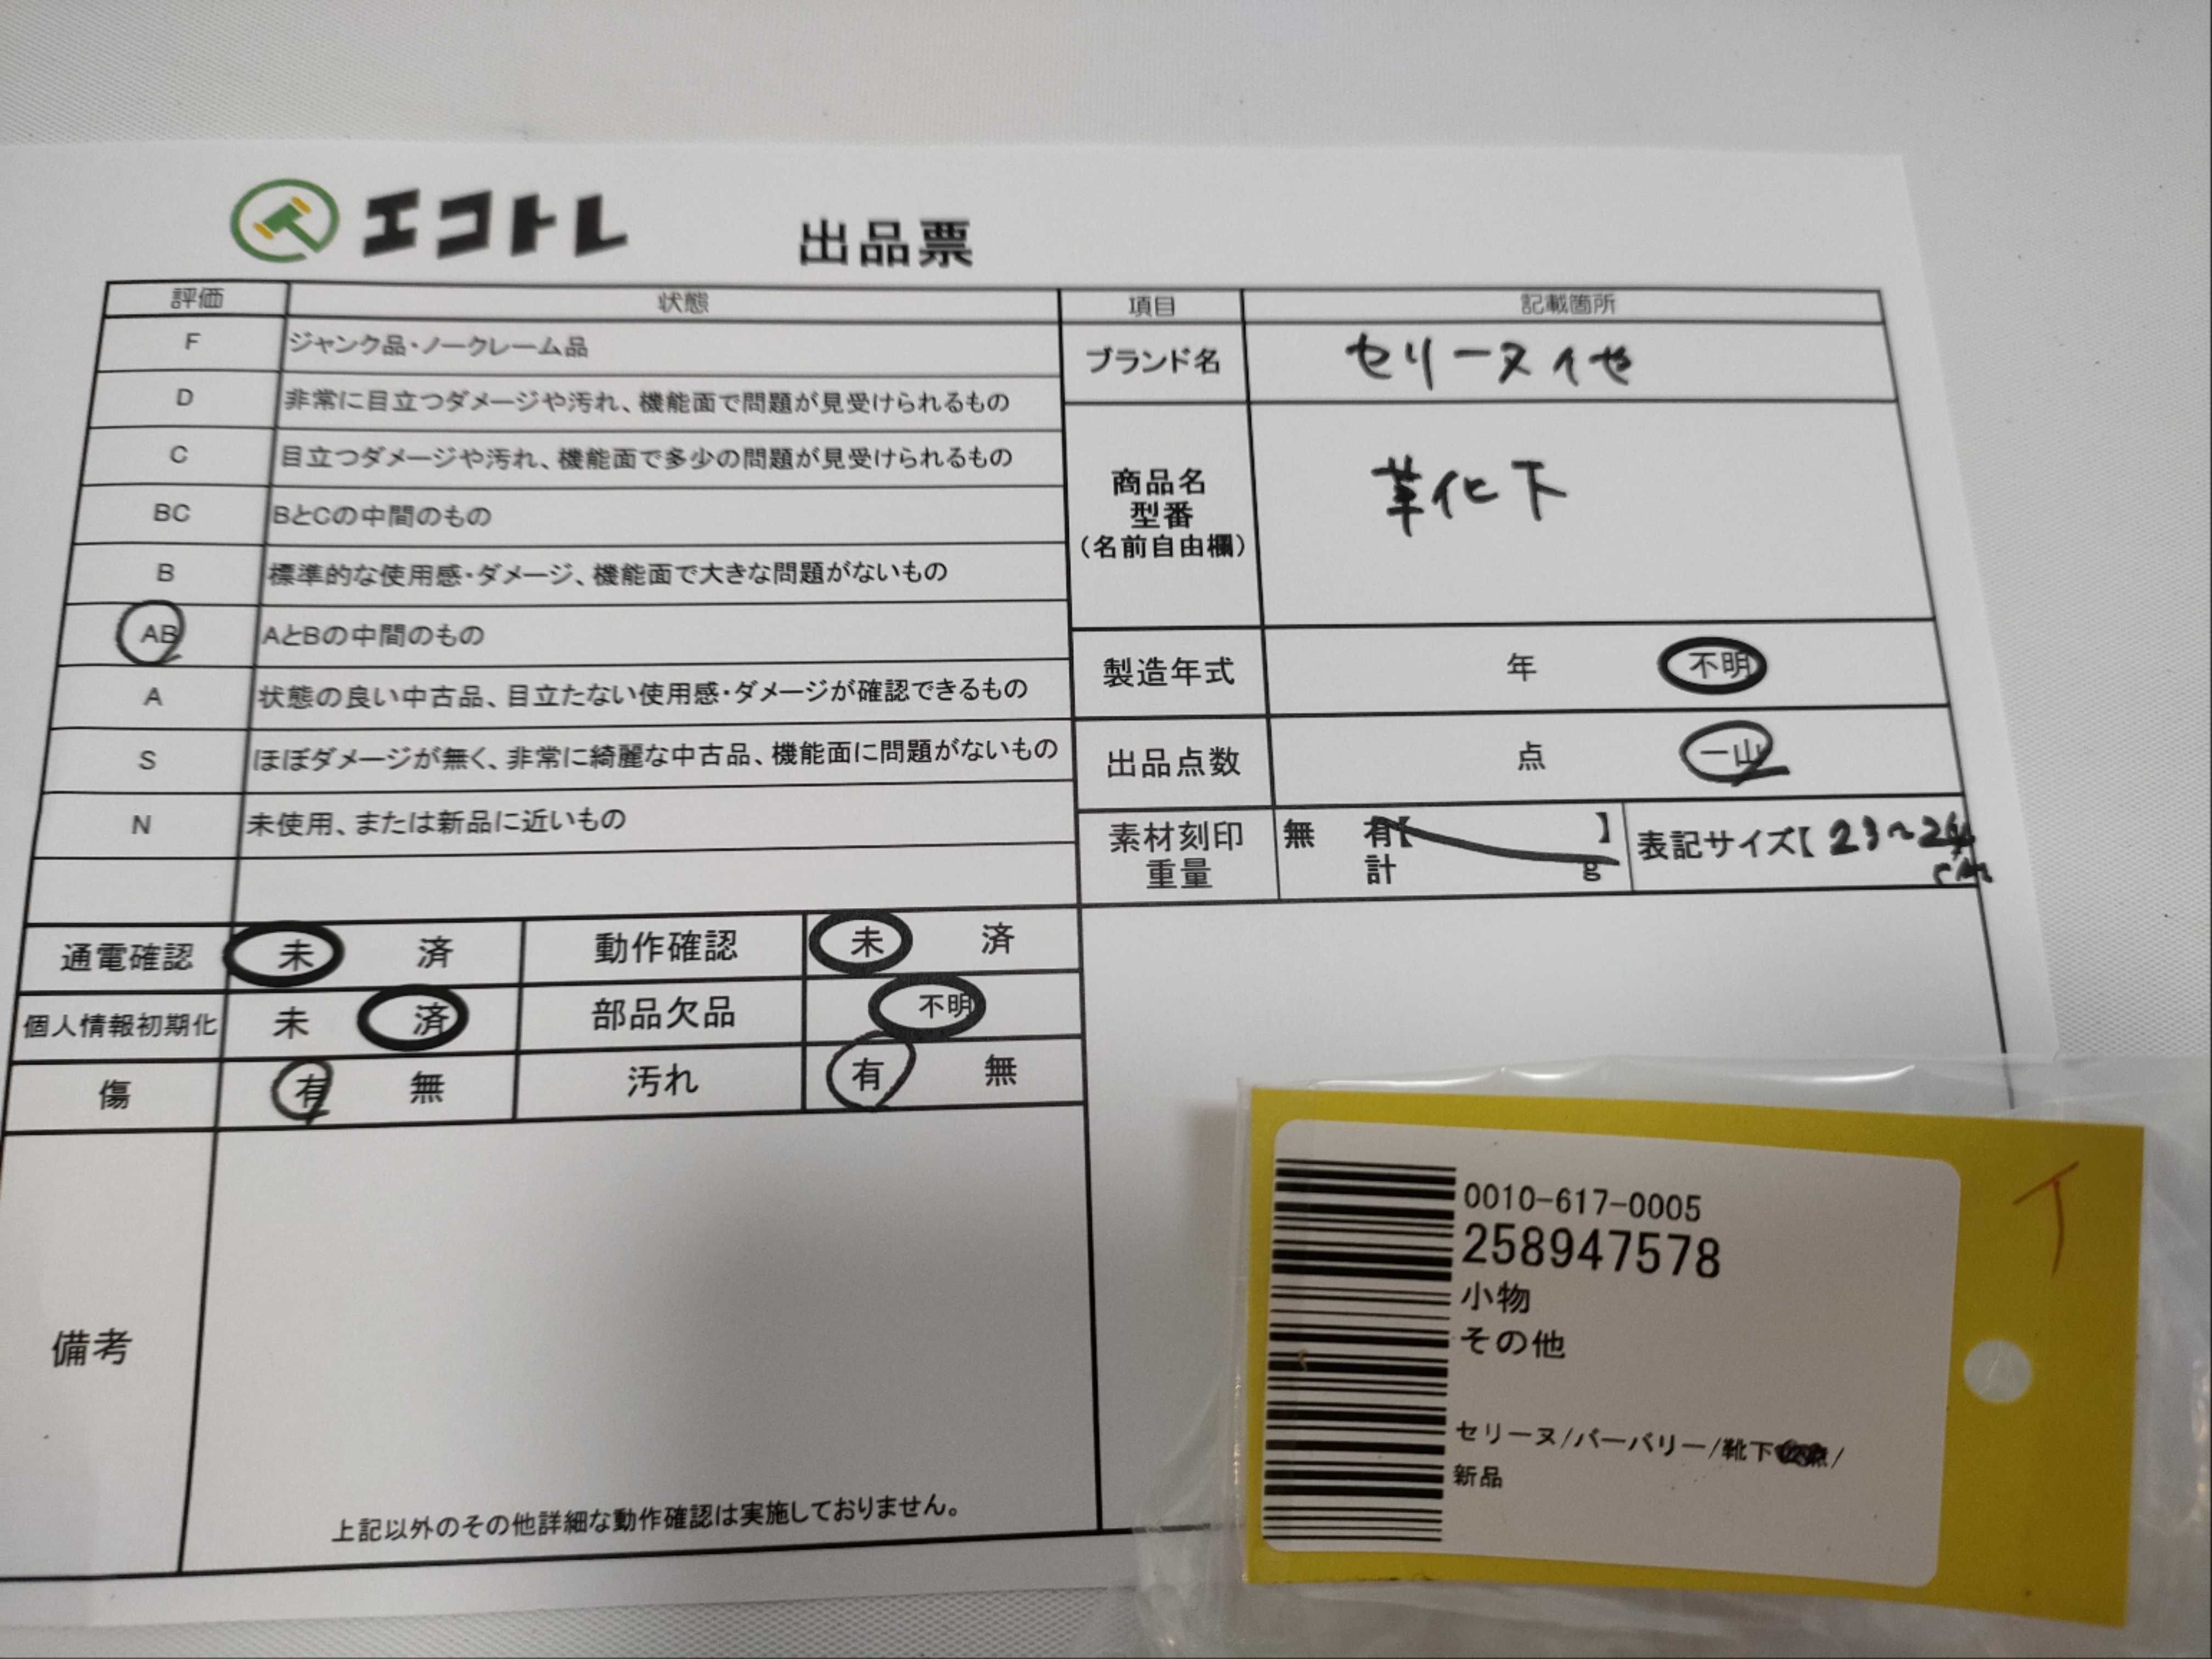 エコトレ 出品票
評価 状態
F ジャンク品・ノークレーム品
D 非常に目立つダメージや汚れ、機能面で問題が見受けられるもの
C 目立つダメージや汚れ、機能面で多少の問題が見受けられるもの
BC BとCの中間のもの
B 標準的な使用感・ダメージ、機能面で大きな問題がないもの
AB AとBの中間のもの
A 状態の良い中古品、目立たない使用感・ダメージが確認できるもの
S ほぼダメージが無く、非常に綺麗な中古品、機能面に問題がないもの
N 未使用、または新品に近いもの
通電確認 未 済 動作確認 未 済
個人情報初期化 未 済 部品欠品 不明
傷 有 無 汚れ 有 無
備考
上記以外のその他詳細な動作確認は実施しておりません。
項目 記載箇所
ブランド名 セリーヌ他
商品名
型番
(名前自由欄)
靴下
製造年式 年 不明
出品点数 点 一山
素材刻印 無 有【 】 表記サイズ【 23~24
重量 計 g cm
0010-617-0005
258947578
小物
その他
セリーヌ/バーバリー/靴下 /
新品